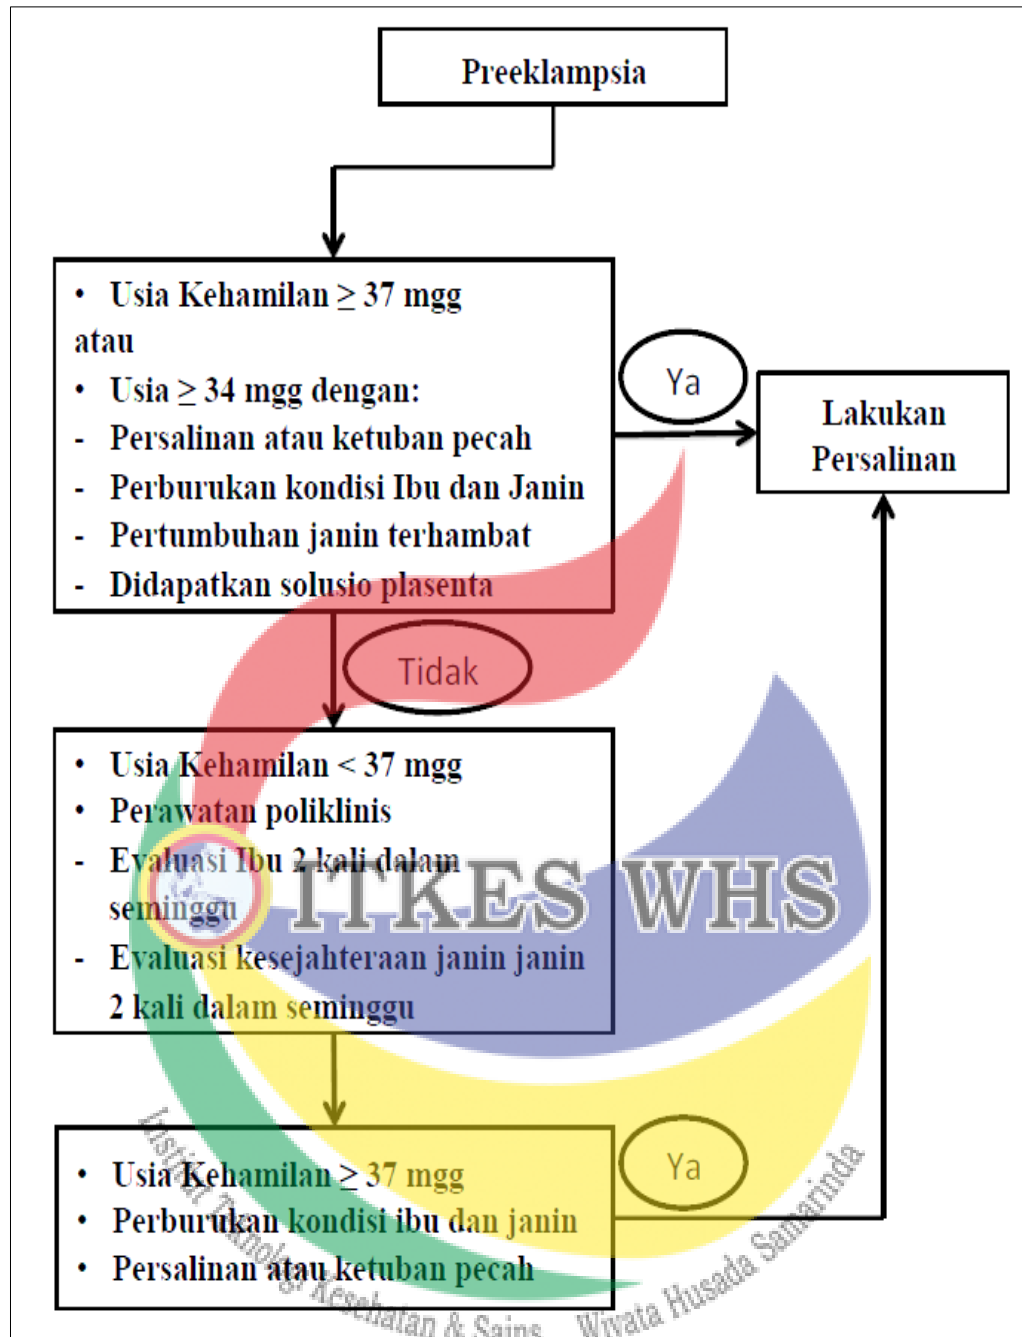 Preeklampsia
• Usia Kehamilan ≥ 37 mgg
atau
• Usia ≥ 34 mgg dengan:
- Persalinan atau ketuban pecah
- Perburukan kondisi Ibu dan Janin
- Pertumbuhan janin terhambat
- Didapatkan solusio plasenta
Ya
Lakukan
Persalinan
Tidak
• Usia Kehamilan < 37 mgg
• Perawatan poliklinis
- Evaluasi Ibu 2 kali dalam
seminggu
- Evaluasi kesejahteraan janin janin
2 kali dalam seminggu
ITKES WHS
• Usia Kehamilan ≥ 37 mgg
• Perburukan kondisi ibu dan janin
• Persalinan atau ketuban pecah
Ya
Institut Teknologi Kesehatan & Sains Wiyata Husada Samarinda